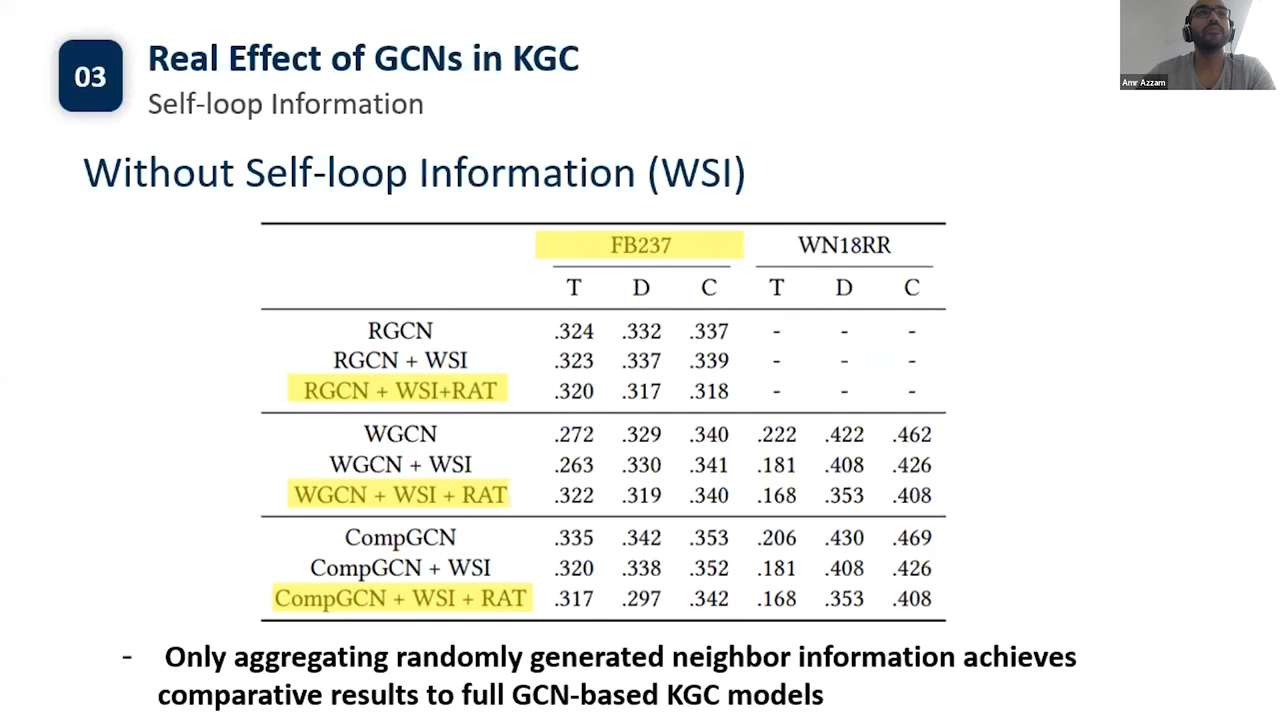 03
Real Effect of GCNs in KGC
Self-loop Information
Amr Azzam
Without Self-loop Information (WSI)
FB237 WN18RR
T D C T D C
RGCN .324 .332 .337 - - -
RGCN + WSI .323 .337 .339 - - -
RGCN + WSI+RAT .320 .317 .318 - - -
WGCN .272 .329 .340 .222 .422 .462
WGCN + WSI .263 .330 .341 .181 .408 .426
WGCN + WSI + RAT .322 .319 .340 .168 .353 .408
CompGCN .335 .342 .353 .206 .430 .469
CompGCN + WSI .320 .338 .352 .181 .408 .426
CompGCN + WSI + RAT .317 .297 .342 .168 .353 .408
- Only aggregating randomly generated neighbor information achieves
comparative results to full GCN-based KGC models